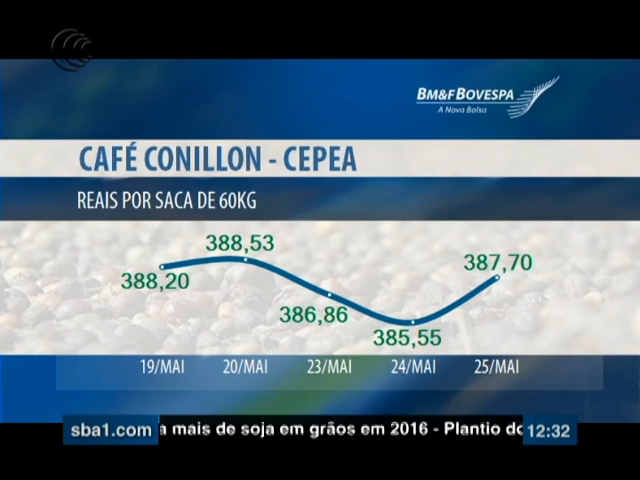 BM&FBOVESPA
A Nova Bolsa
CAFÉ CONILLON - CEPEA
REAIS POR SACA DE 60KG
388,20
388,53
386,86
385,55
387,70
19/MAI 20/MAI 23/MAI 24/MAI 25/MAI
sba1.com a mais de soja em grãos em 2016 - Plantio do 12:32